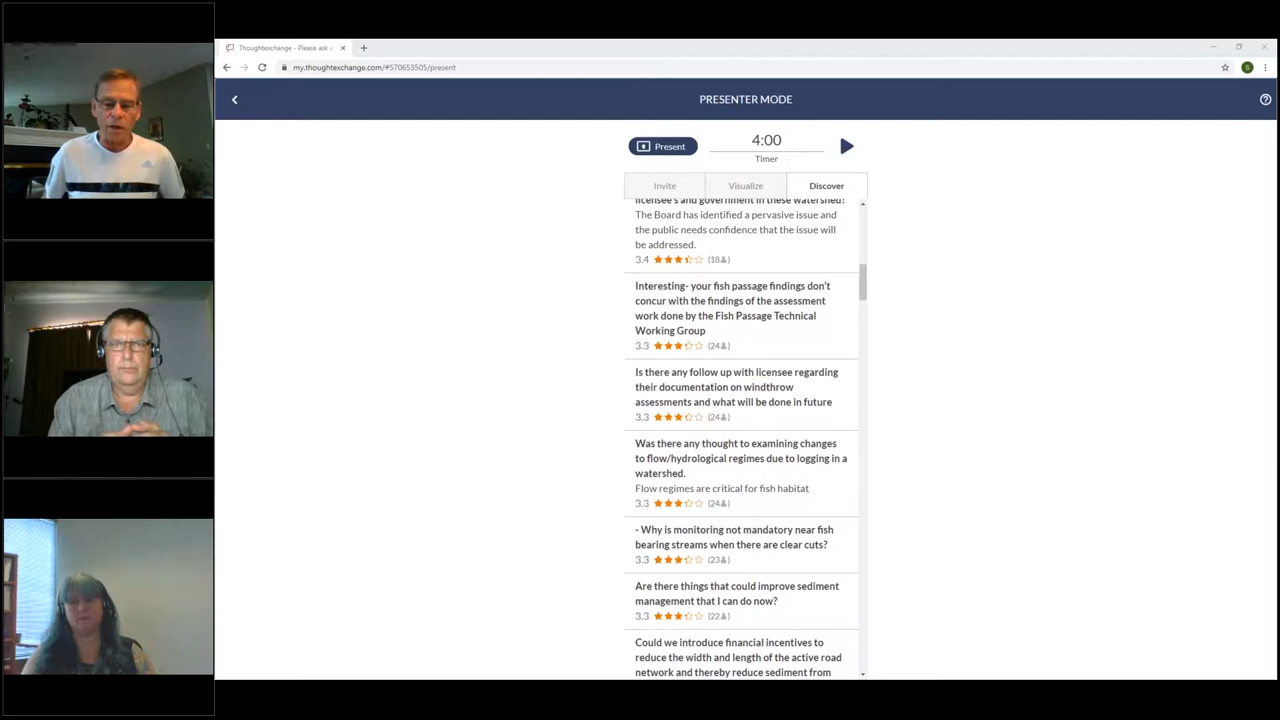 Thoughtexchange - Please ask a
my.thoughtexchange.com/#570653505/present
S
PRESENTER MODE
Present
4:00
Timer
Invite
Visualize
Discover
licensee's and government in these watershed?
The Board has identified a pervasive issue and
the public needs confidence that the issue will
be addressed.
3.4 (18)
Interesting- your fish passage findings don't
concur with the findings of the assessment
work done by the Fish Passage Technical
Working Group
3.3 (24)
Is there any follow up with licensee regarding
their documentation on windthrow
assessments and what will be done in future
3.3 (24)
Was there any thought to examining changes
to flow/hydrological regimes due to logging in a
watershed.
Flow regimes are critical for fish habitat
3.3 (24)
- Why is monitoring not mandatory near fish
bearing streams when there are clear cuts?
3.3 (23)
Are there things that could improve sediment
management that I can do now?
3.3 (22)
Could we introduce financial incentives to
reduce the width and length of the active road
network and thereby reduce sediment from